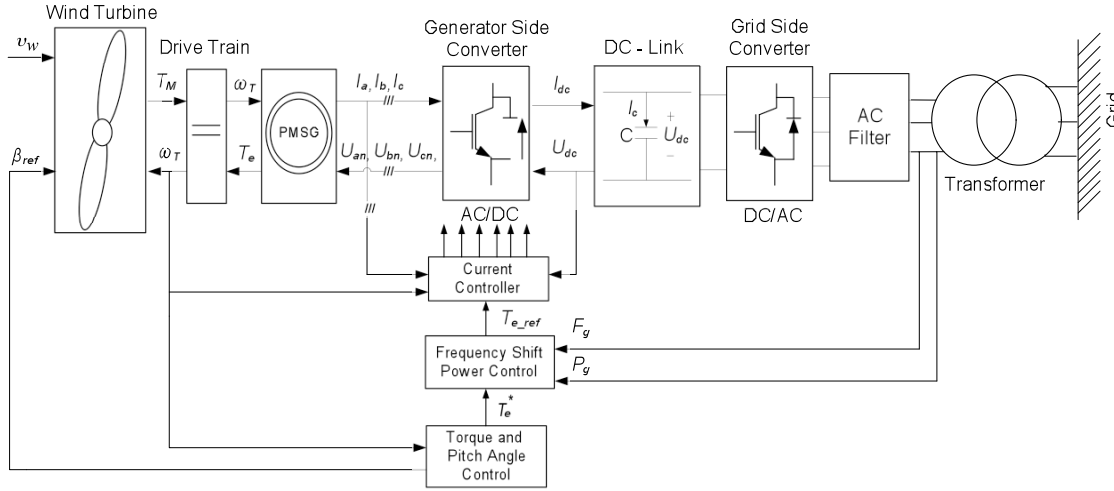 Wind Turbine
υ_W
β_ref
Drive Train
T_M
ω_T
ω_T
T_e
PMSG
I_a, I_b, I_c
U_an, U_bn, U_cn,
Generator Side
Converter
AC/DC
I_dc
U_dc
DC - Link
I_c
C
+
U_dc
−
Grid Side
Converter
DC/AC
AC
Filter
Transformer
Grid
Current
Controller
T_e_ref
Frequency Shift
Power Control
F_g
P_g
T_e^*
Torque and
Pitch Angle
Control